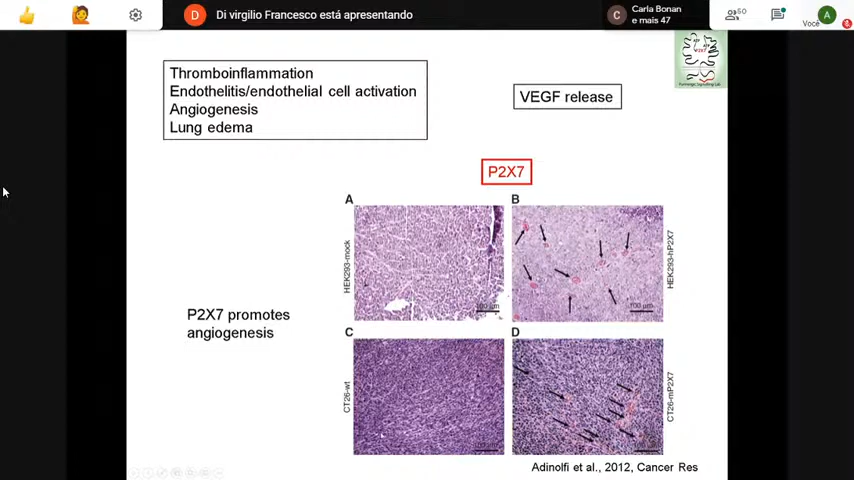 D
Di virgilio Francesco está apresentando
C
Carla Bonan
e mais 47
50
Você
A
Thromboinflammation
Endothelitis/endothelial cell activation
Angiogenesis
Lung edema
VEGF release
P2X7
A
B
HEK293-mock
HEK293-hP2X7
100 µm
100 µm
P2X7 promotes
angiogenesis
C
D
CT26-wt
CT26-mP2X7
Adinolfi et al., 2012, Cancer Res